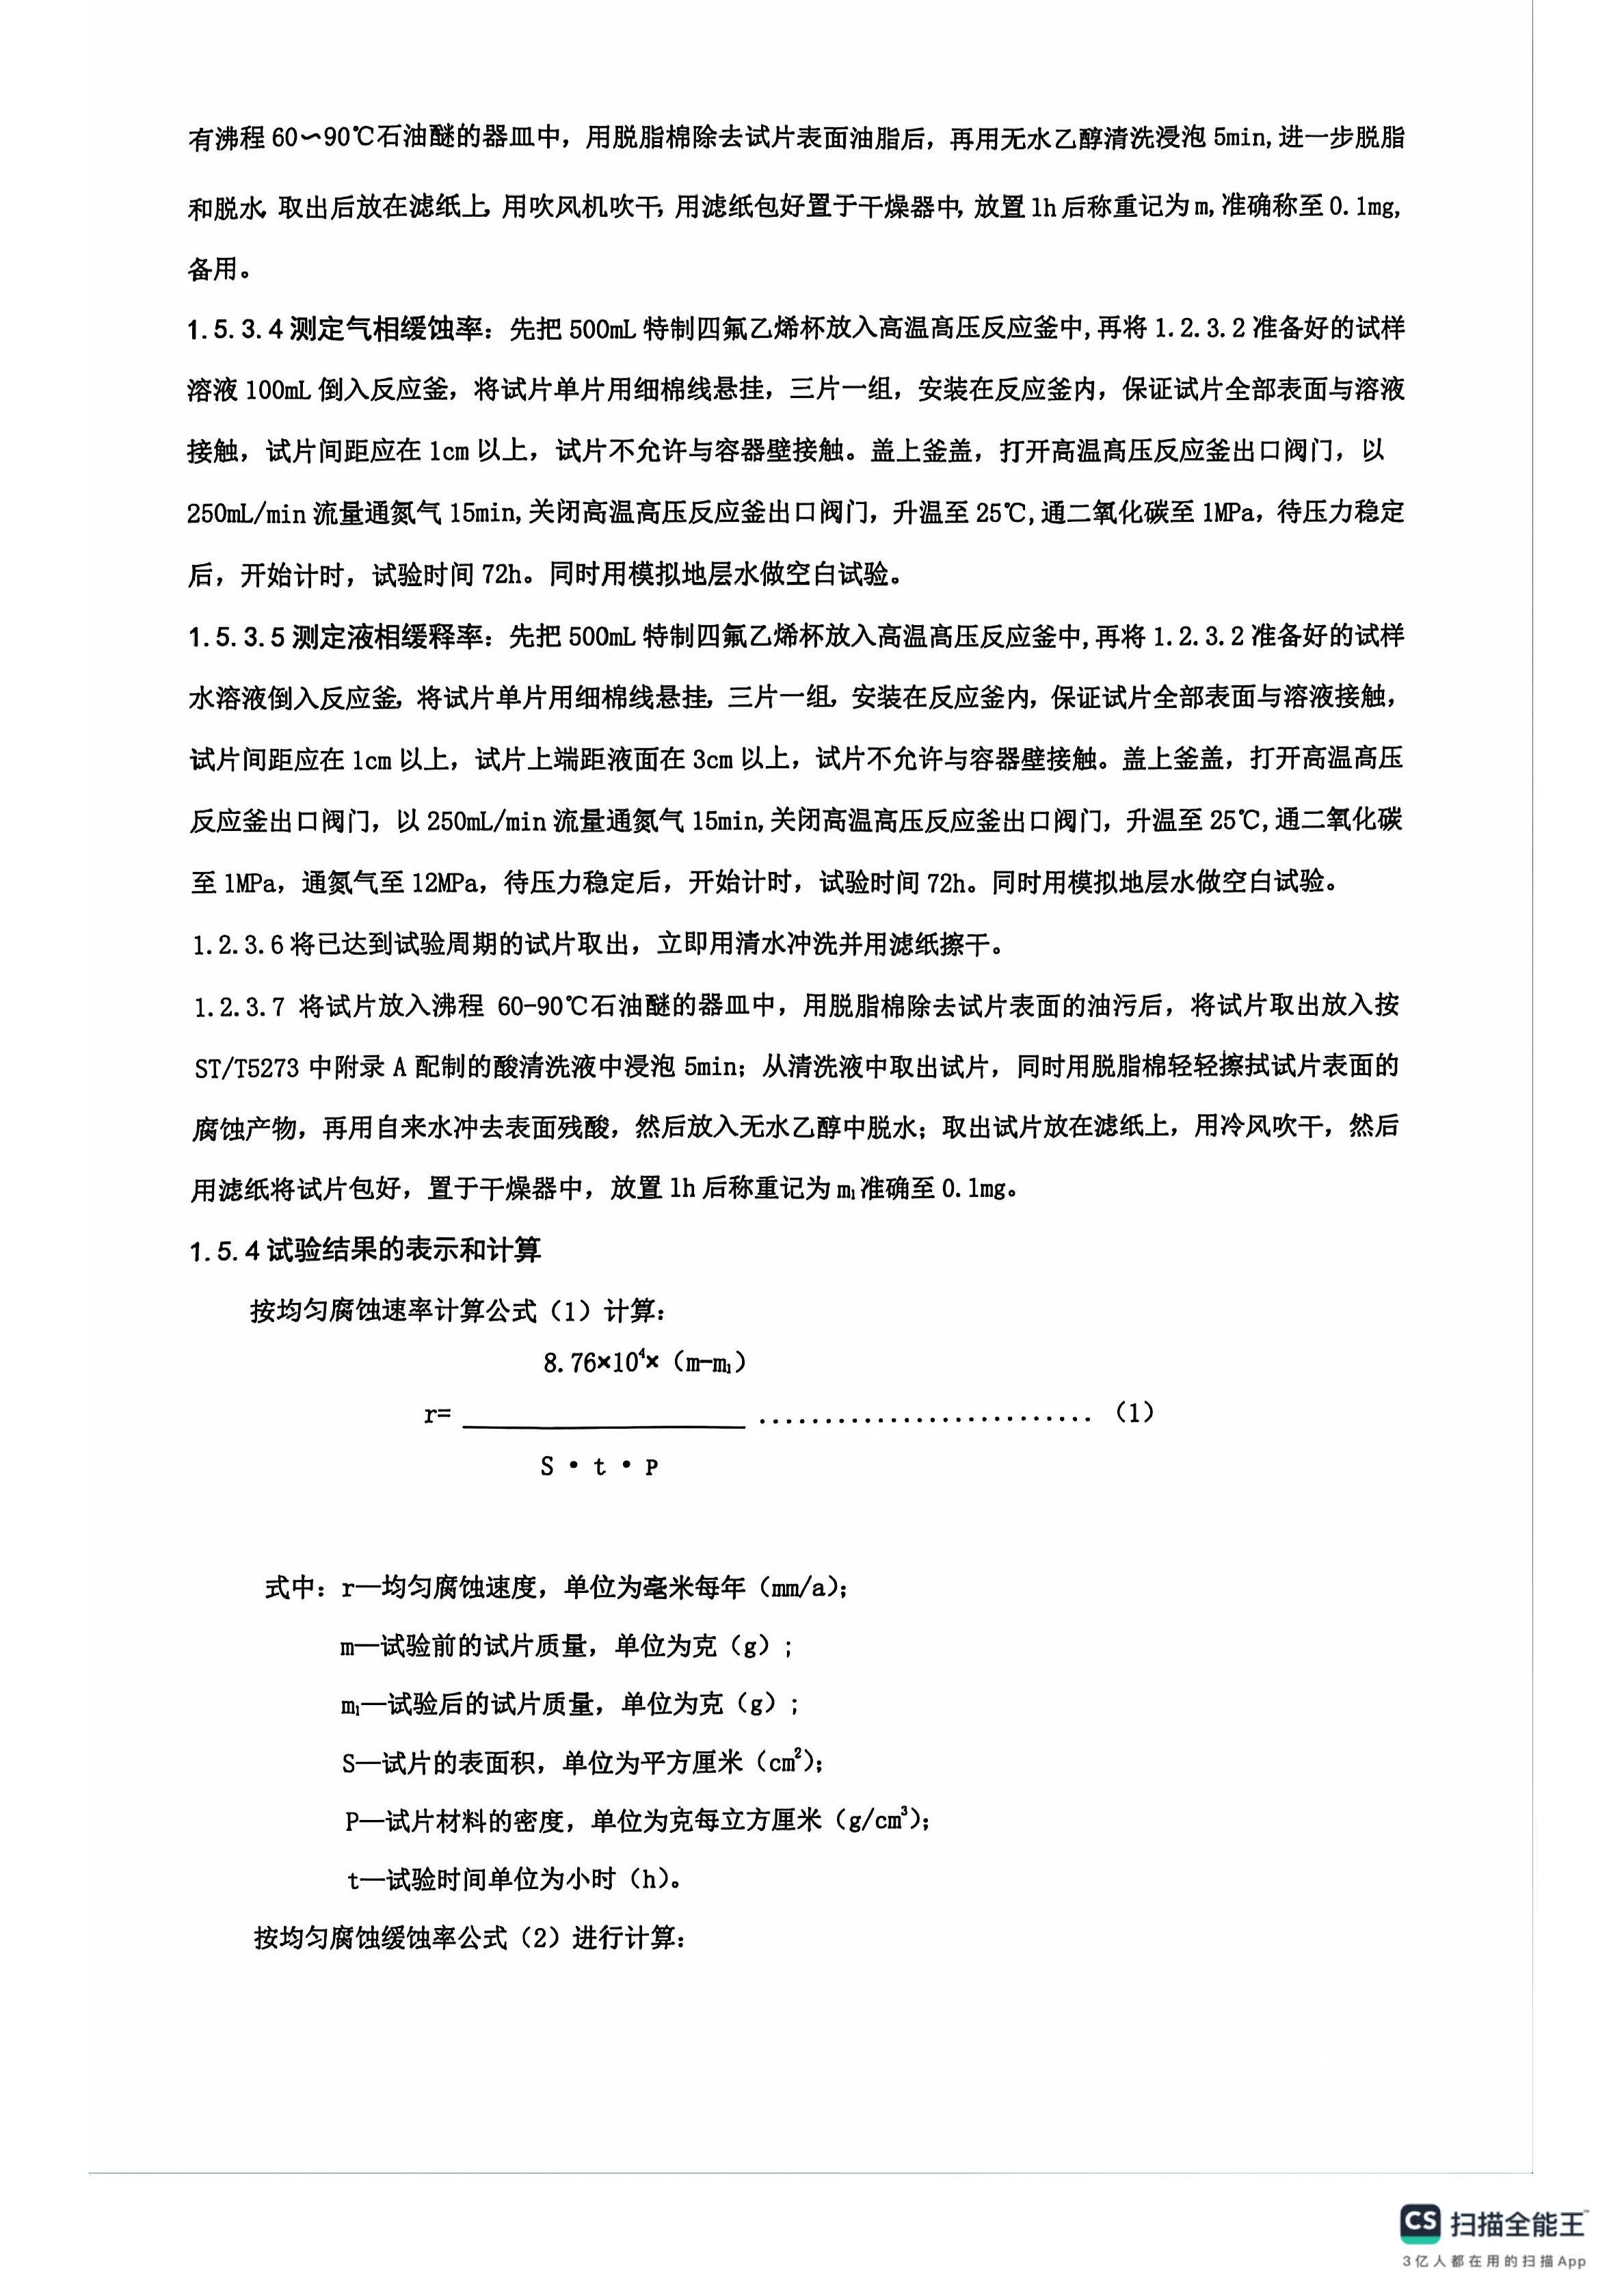 有沸程60～90℃石油醚的器皿中，用脱脂棉除去试片表面油脂后，再用无水乙醇清洗浸泡5min,进一步脱脂
和脱水，取出后放在滤纸上，用吹风机吹干，用滤纸包好置于干燥器中，放置1h后称重记为m,准确称至0.1mg,
备用。
1.5.3.4测定气相缓蚀率：先把500mL特制四氟乙烯杯放入高温高压反应釜中,再将1.2.3.2准备好的试样
溶液100mL倒入反应釜，将试片单片用细棉线悬挂，三片一组，安装在反应釜内，保证试片全部表面与溶液
接触，试片间距应在1cm以上，试片不允许与容器壁接触。盖上釜盖，打开高温高压反应釜出口阀门，以
250mL/min流量通氮气15min,关闭高温高压反应釜出口阀门，升温至25℃,通二氧化碳至1MPa，待压力稳定
后，开始计时，试验时间72h。同时用模拟地层水做空白试验。
1.5.3.5测定液相缓释率：先把500mL特制四氟乙烯杯放入高温高压反应釜中,再将1.2.3.2准备好的试样
水溶液倒入反应釜，将试片单片用细棉线悬挂，三片一组，安装在反应釜内，保证试片全部表面与溶液接触，
试片间距应在1cm以上，试片上端距液面在3cm以上，试片不允许与容器壁接触。盖上釜盖，打开高温高压
反应釜出口阀门，以250mL/min流量通氮气15min,关闭高温高压反应釜出口阀门，升温至25℃,通二氧化碳
至1MPa，通氮气至12MPa，待压力稳定后，开始计时，试验时间72h。同时用模拟地层水做空白试验。
1.2.3.6将已达到试验周期的试片取出，立即用清水冲洗并用滤纸擦干。
1.2.3.7 将试片放入沸程 60-90℃石油醚的器皿中，用脱脂棉除去试片表面的油污后，将试片取出放入按
ST/T5273中附录A配制的酸清洗液中浸泡5min；从清洗液中取出试片，同时用脱脂棉轻轻擦拭试片表面的
腐蚀产物，再用自来水冲去表面残酸，然后放入无水乙醇中脱水；取出试片放在滤纸上，用冷风吹干，然后
用滤纸将试片包好，置于干燥器中，放置1h后称重记为m₁准确至0.1mg。
1.5.4试验结果的表示和计算
按均匀腐蚀速率计算公式（1）计算：
8.76×10⁴×（m-m₁）
r= ＿＿＿＿＿＿＿＿ ..........................（1）
S • t • P
式中：r—均匀腐蚀速度，单位为毫米每年（mm/a）；
m—试验前的试片质量，单位为克（g）；
m₁—试验后的试片质量，单位为克（g）；
S—试片的表面积，单位为平方厘米（cm²）；
P—试片材料的密度，单位为克每立方厘米（g/cm³）；
t—试验时间单位为小时（h）。
按均匀腐蚀缓蚀率公式（2）进行计算：
CS 扫描全能王™
3亿人都在用的扫描App